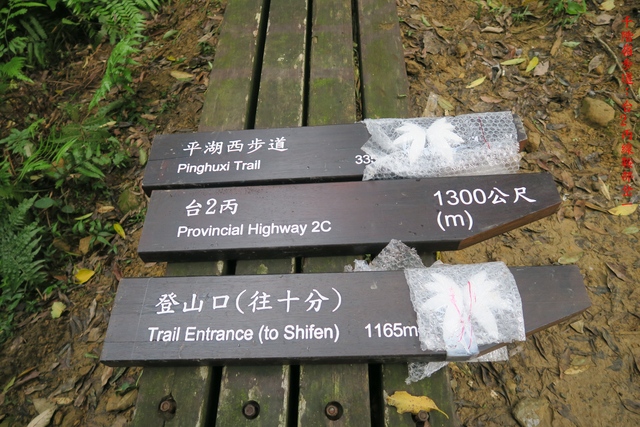 平湖西步道
Pinghuxi Trail
台2丙
1300公尺
Provincial Highway 2C
(m)
登山口(往十分)
Trail Entrance (to Shifen) 1165m